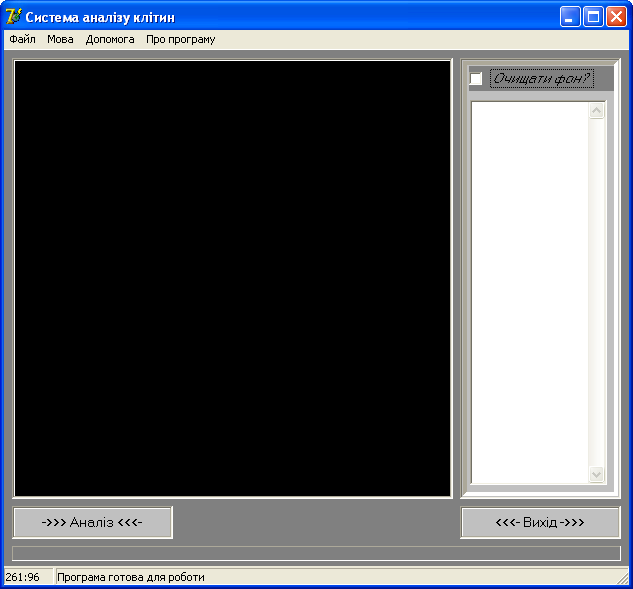 Система аналізу клітин
Файл Мова Допомога Про програму
Очищати фон?
->>> Аналіз <<<-
<<<- Вихід ->>>
261:96 Програма готова для роботи